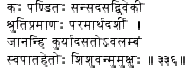 कः पण्डितः सन्सदसद्विवेकी
श्रुतिप्रमाणः परमार्थदर्शी ।
जानन्हि कुर्यादसतोऽवलम्बं
स्वपातहेतोः शिशुवन्मुमुक्षुः ॥ ३३६॥